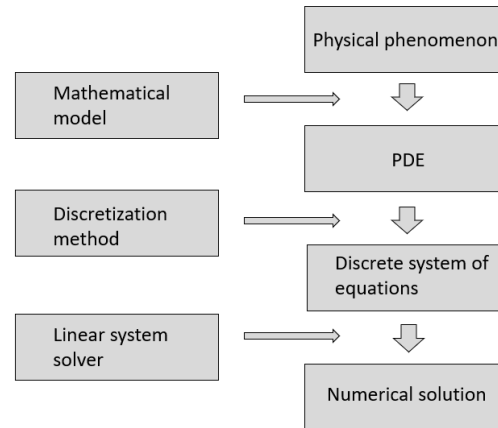 Physical phenomenon
Mathematical
model
PDE
Discretization
method
Discrete system of
equations
Linear system
solver
Numerical solution